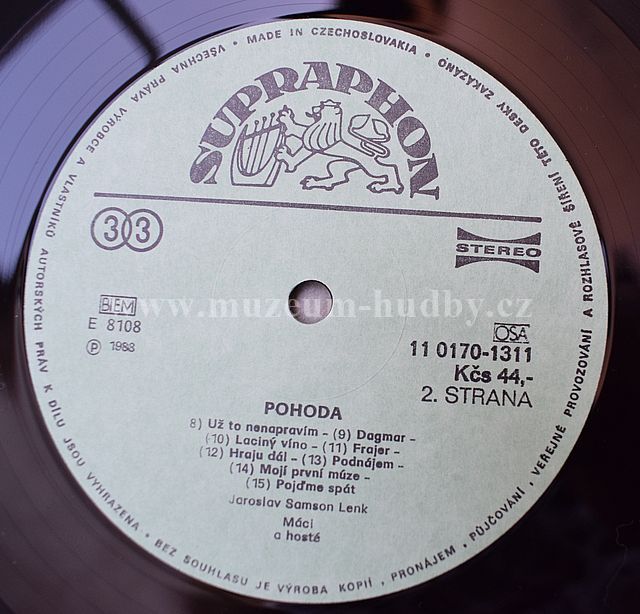 VŠECHNA PRÁVA VÝROBCE A VLASTNÍKŮ AUTORSKÝCH PRÁV K DÍLU JSOU VYHRAZENA • BEZ SOUHLASU JE VÝROBA KOPIÍ, PRONÁJEM, PŮJČOVÁNÍ, VEŘEJNÉ PROVOZOVÁNÍ A ROZHLASOVÉ ŠÍŘENÍ TÉTO DESKY ZAKÁZÁNO • MADE IN CZECHOSLOVAKIA •
SUPRAPHON
33
STEREO
www.muzeum-hudby.cz
BIEM
E 8108
Ⓟ 1988
OSA
11 0170-1311
Kčs 44,-
2. STRANA
POHODA
8) Už to nenapravím – (9) Dagmar –
(10) Laciný víno – (11) Frajer –
(12) Hraju dál – (13) Podnájem –
(14) Mojí první múze –
(15) Pojďme spát
Jaroslav Samson Lenk
Máci
a hosté